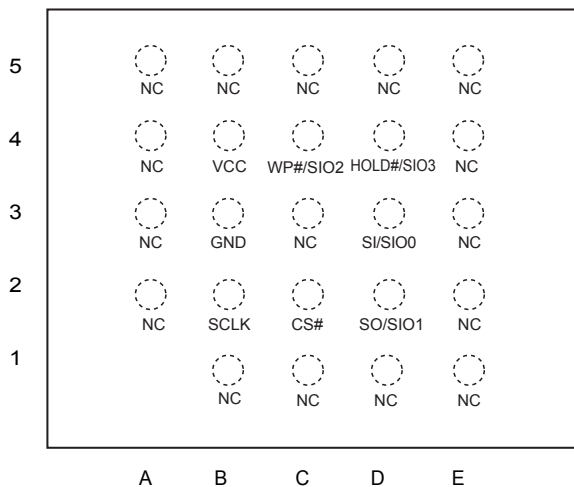 5
NC NC NC NC NC
4
NC VCC WP#/SIO2 HOLD#/SIO3 NC
3
NC GND NC SI/SIO0 NC
2
NC SCLK CS# SO/SIO1 NC
1
NC NC NC NC
A B C D E